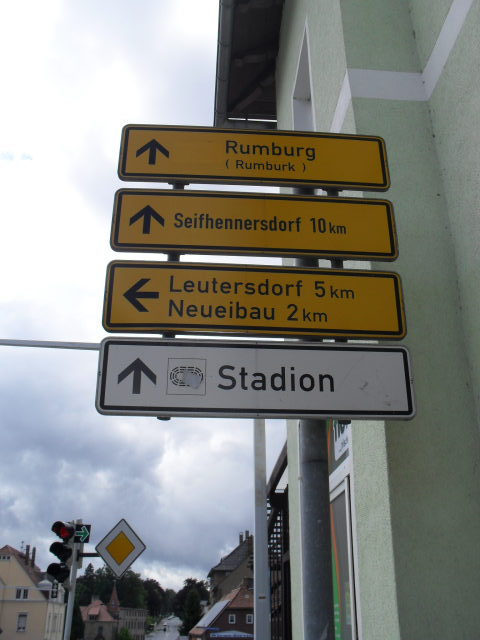 Rumburg
( Rumburk )
Seifhennersdorf 10 km
Leutersdorf 5 km
Neueibau 2 km
Stadion